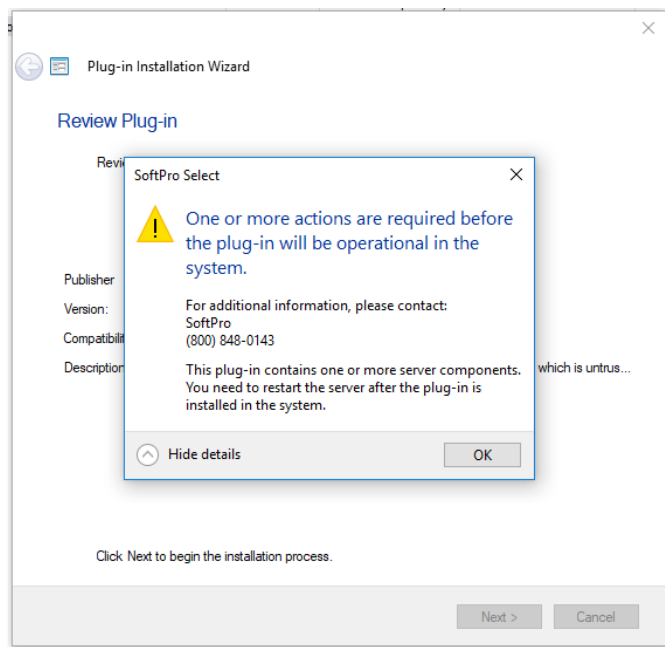 Plug-in Installation Wizard
Review Plug-in
SoftPro Select
One or more actions are required before
the plug-in will be operational in the
system.
For additional information, please contact:
SoftPro
(800) 848-0143
Publisher
Version:
This plug-in contains one or more server components.
You need to restart the server after the plug-in is
installed in the system.
Description
which is untrus...
Hide details
OK
Click Next to begin the installation process.
Next >
Cancel